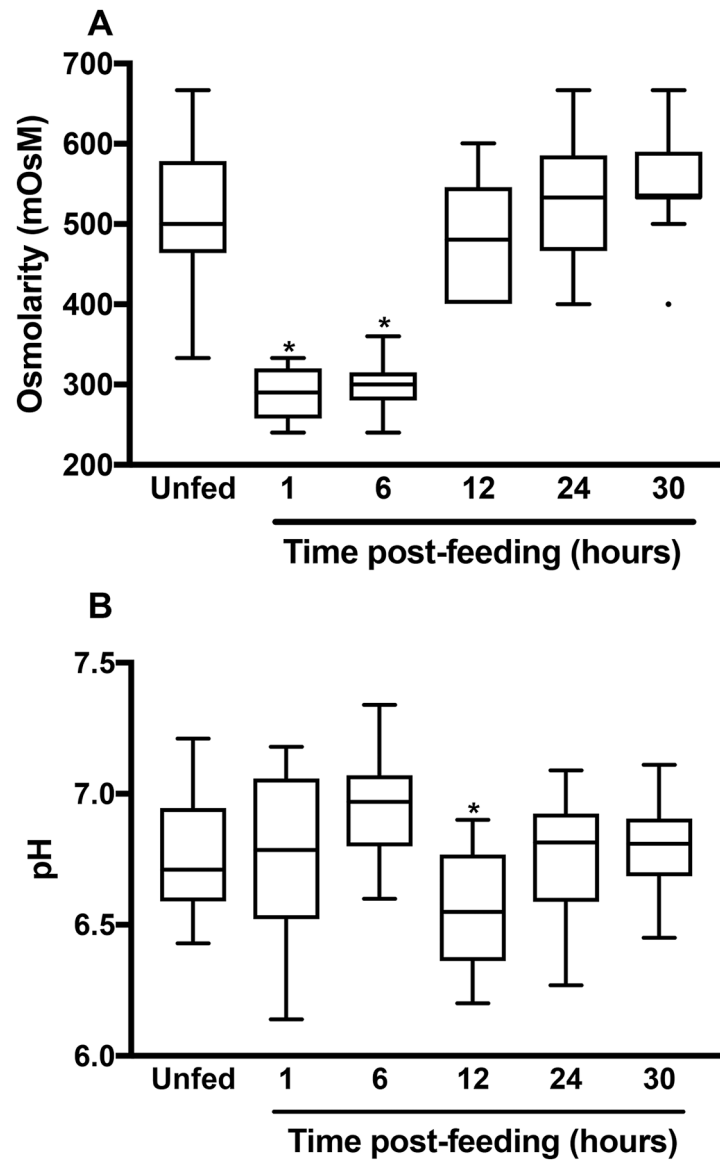 A
700
600
500
400
300
200
Osmolarity (mOsM)
* *
Unfed 1 6 12 24 30
Time post-feeding (hours)
B
7.5
7.0
6.5
6.0
pH
*
Unfed 1 6 12 24 30
Time post-feeding (hours)